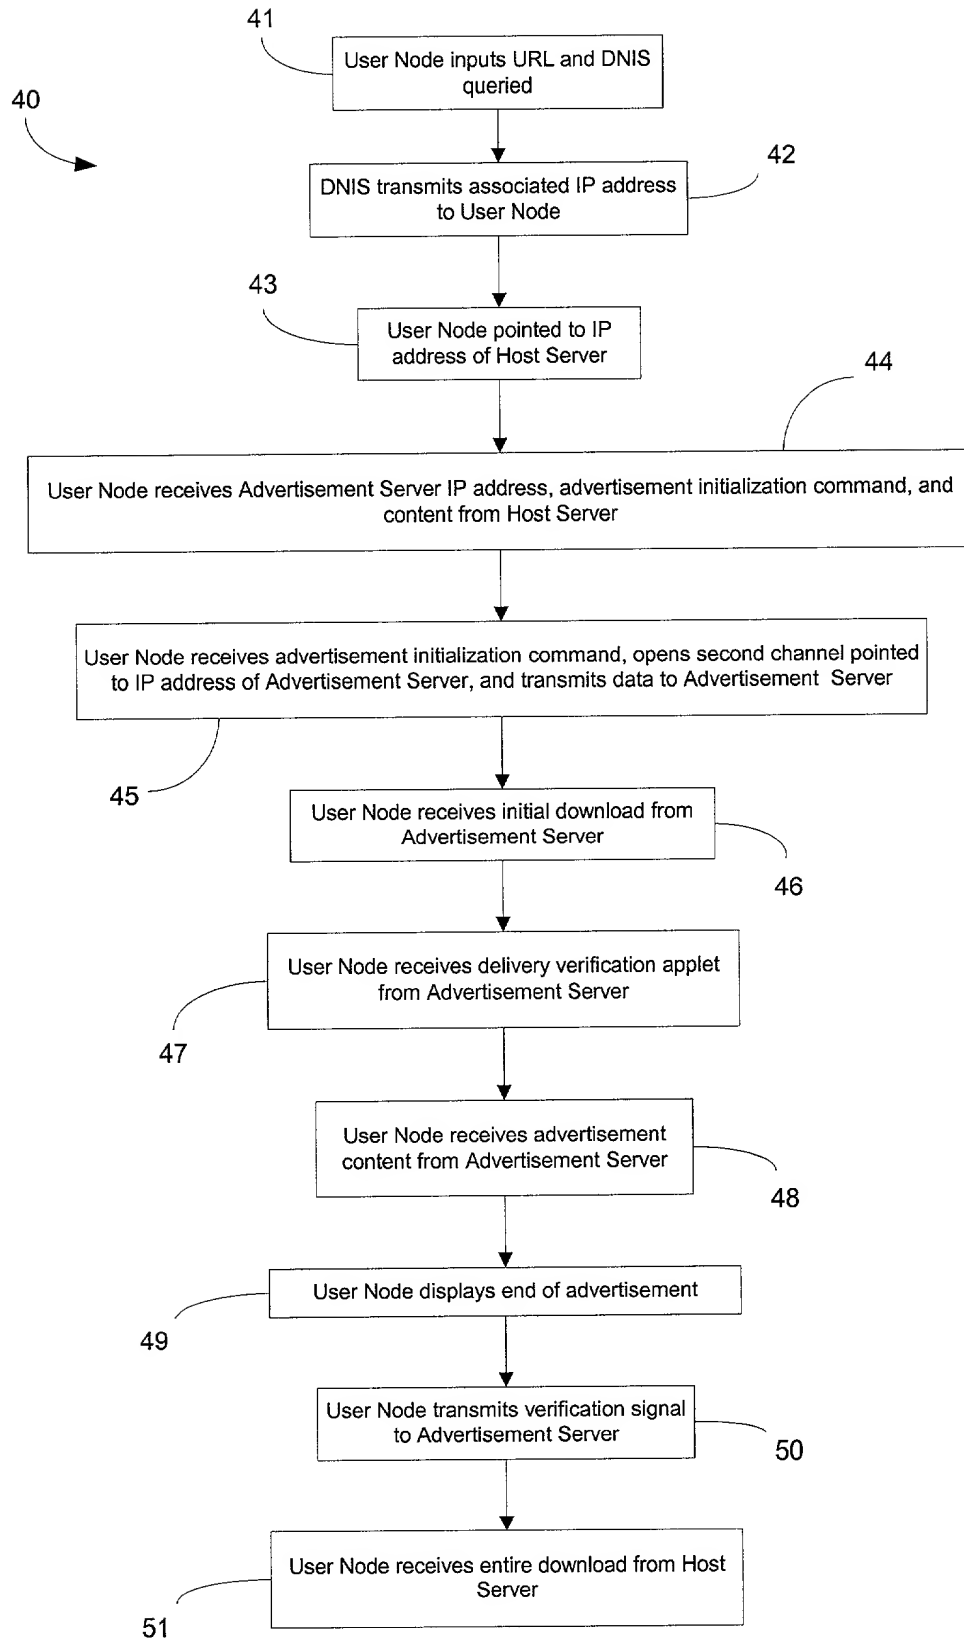 41
User Node inputs URL and DNIS
queried
40
42
DNIS transmits associated IP address
to User Node
43
User Node pointed to IP
address of Host Server
44
User Node receives Advertisement Server IP address, advertisement initialization command, and
content from Host Server
User Node receives advertisement initialization command, opens second channel pointed
to IP address of Advertisement Server, and transmits data to Advertisement Server
45
User Node receives initial download from
Advertisement Server
46
User Node receives delivery verification applet
from Advertisement Server
47
User Node receives advertisement
content from Advertisement Server
48
User Node displays end of advertisement
49
User Node transmits verification signal
to Advertisement Server
50
User Node receives entire download from Host
Server
51